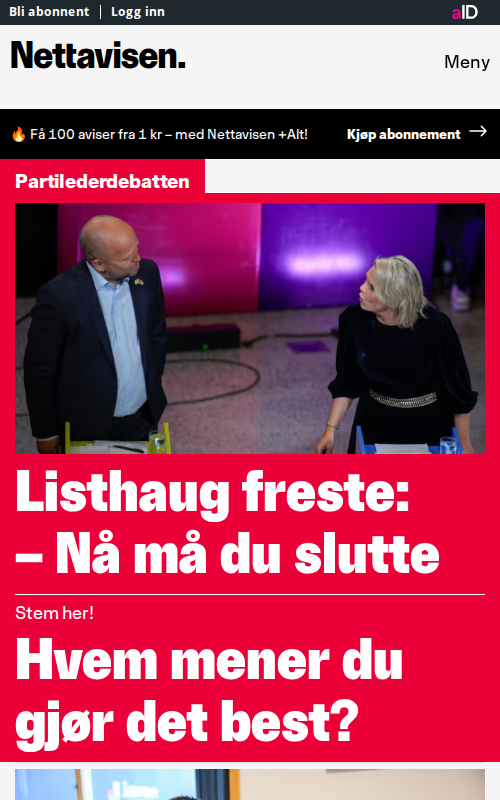 Bli abonnent
Logg inn
aID
Nettavisen.
Meny
Få 100 aviser fra 1 kr – med Nettavisen +Alt!
Kjøp abonnement
Partilederdebatten
Listhaug freste:
– Nå må du slutte
Stem her!
Hvem mener du
gjør det best?